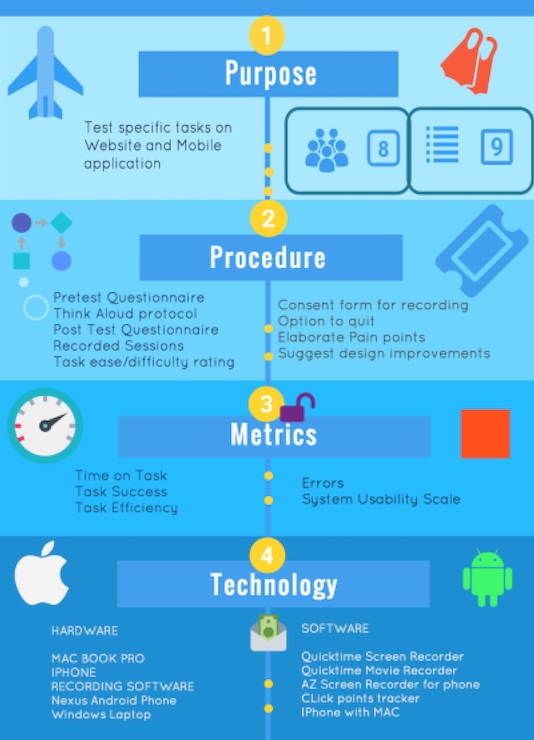 1
Purpose
Test specific tasks on
Website and Mobile
application
8
9
2
Procedure
Pretest Questionnaire
Think Aloud protocol
Post Test Questionnaire
Recorded Sessions
Task ease/difficulty rating
Consent form for recording
Option to quit
Elaborate Pain points
Suggest design improvements
3
Metrics
Time on Task
Task Success
Task Efficiency
Errors
System Usability Scale
4
Technology
HARDWARE
MAC BOOK PRO
IPHONE
RECORDING SOFTWARE
Nexus Android Phone
Windows Laptop
SOFTWARE
Quicktime Screen Recorder
Quicktime Movie Recorder
AZ Screen Recorder for phone
CLick points tracker
IPhone with MAC